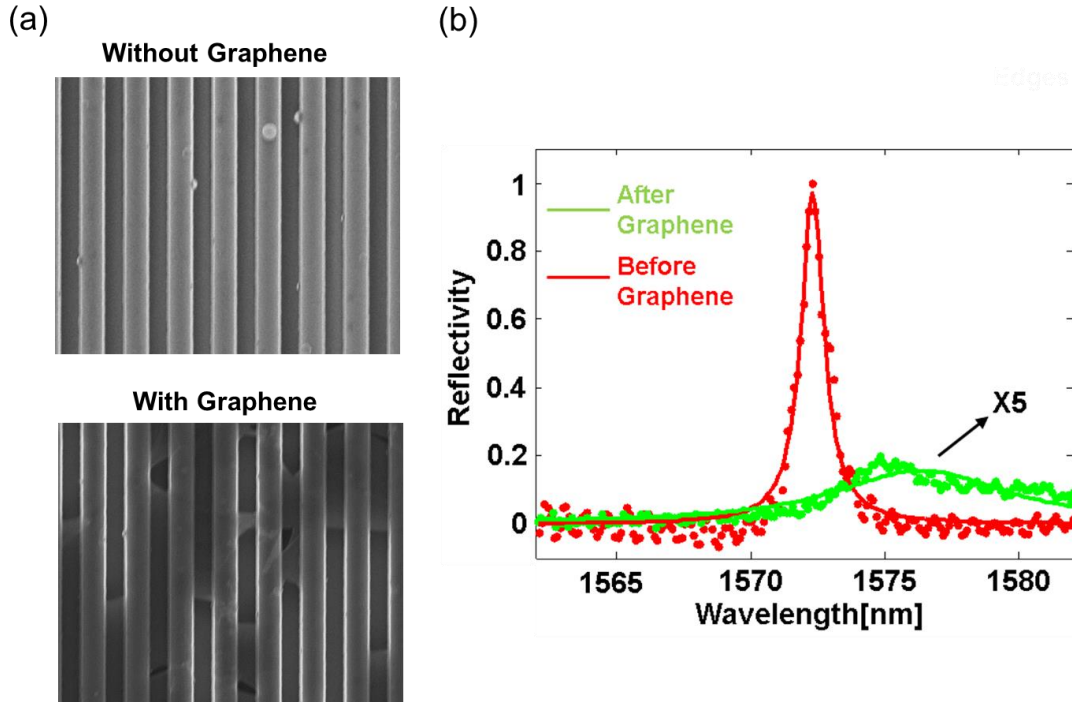 (a)
Without Graphene
With Graphene
(b)
Edges
1
0.8
0.6
0.4
0.2
0
Reflectivity
After
Graphene
Before
Graphene
X5
1565
1570
1575
1580
Wavelength[nm]